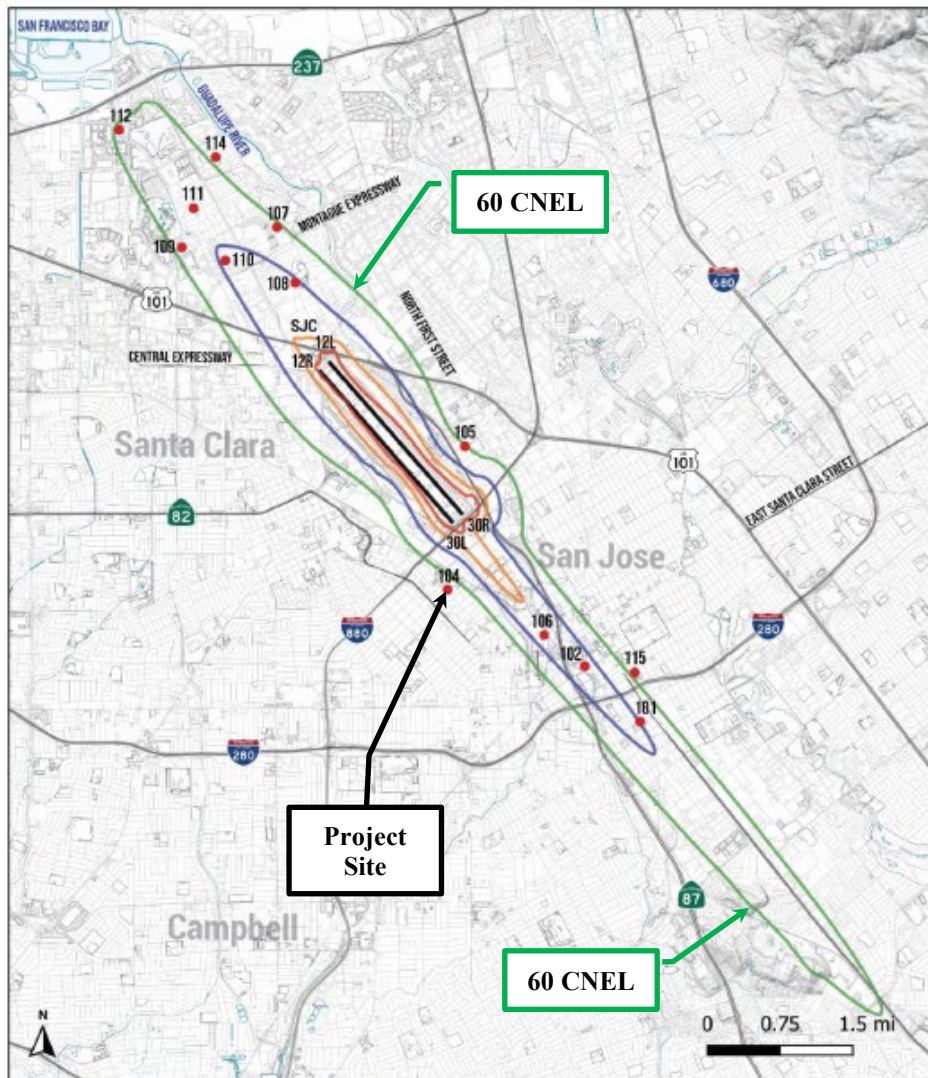 SAN FRANCISCO BAY
237
GUADALUPE RIVER
112
114
111
107
MONTAGUE EXPRESSWAY
60 CNEL
109
110
108
680
101
NORTH FIRST STREET
SJC
12L
12R
CENTRAL EXPRESSWAY
Santa Clara
105
101
EAST SANTA CLARA STREET
82
30R
30L
San Jose
104
880
106
280
102
115
101
280
Project
Site
87
Campbell
60 CNEL
N
0 0.75 1.5 mi